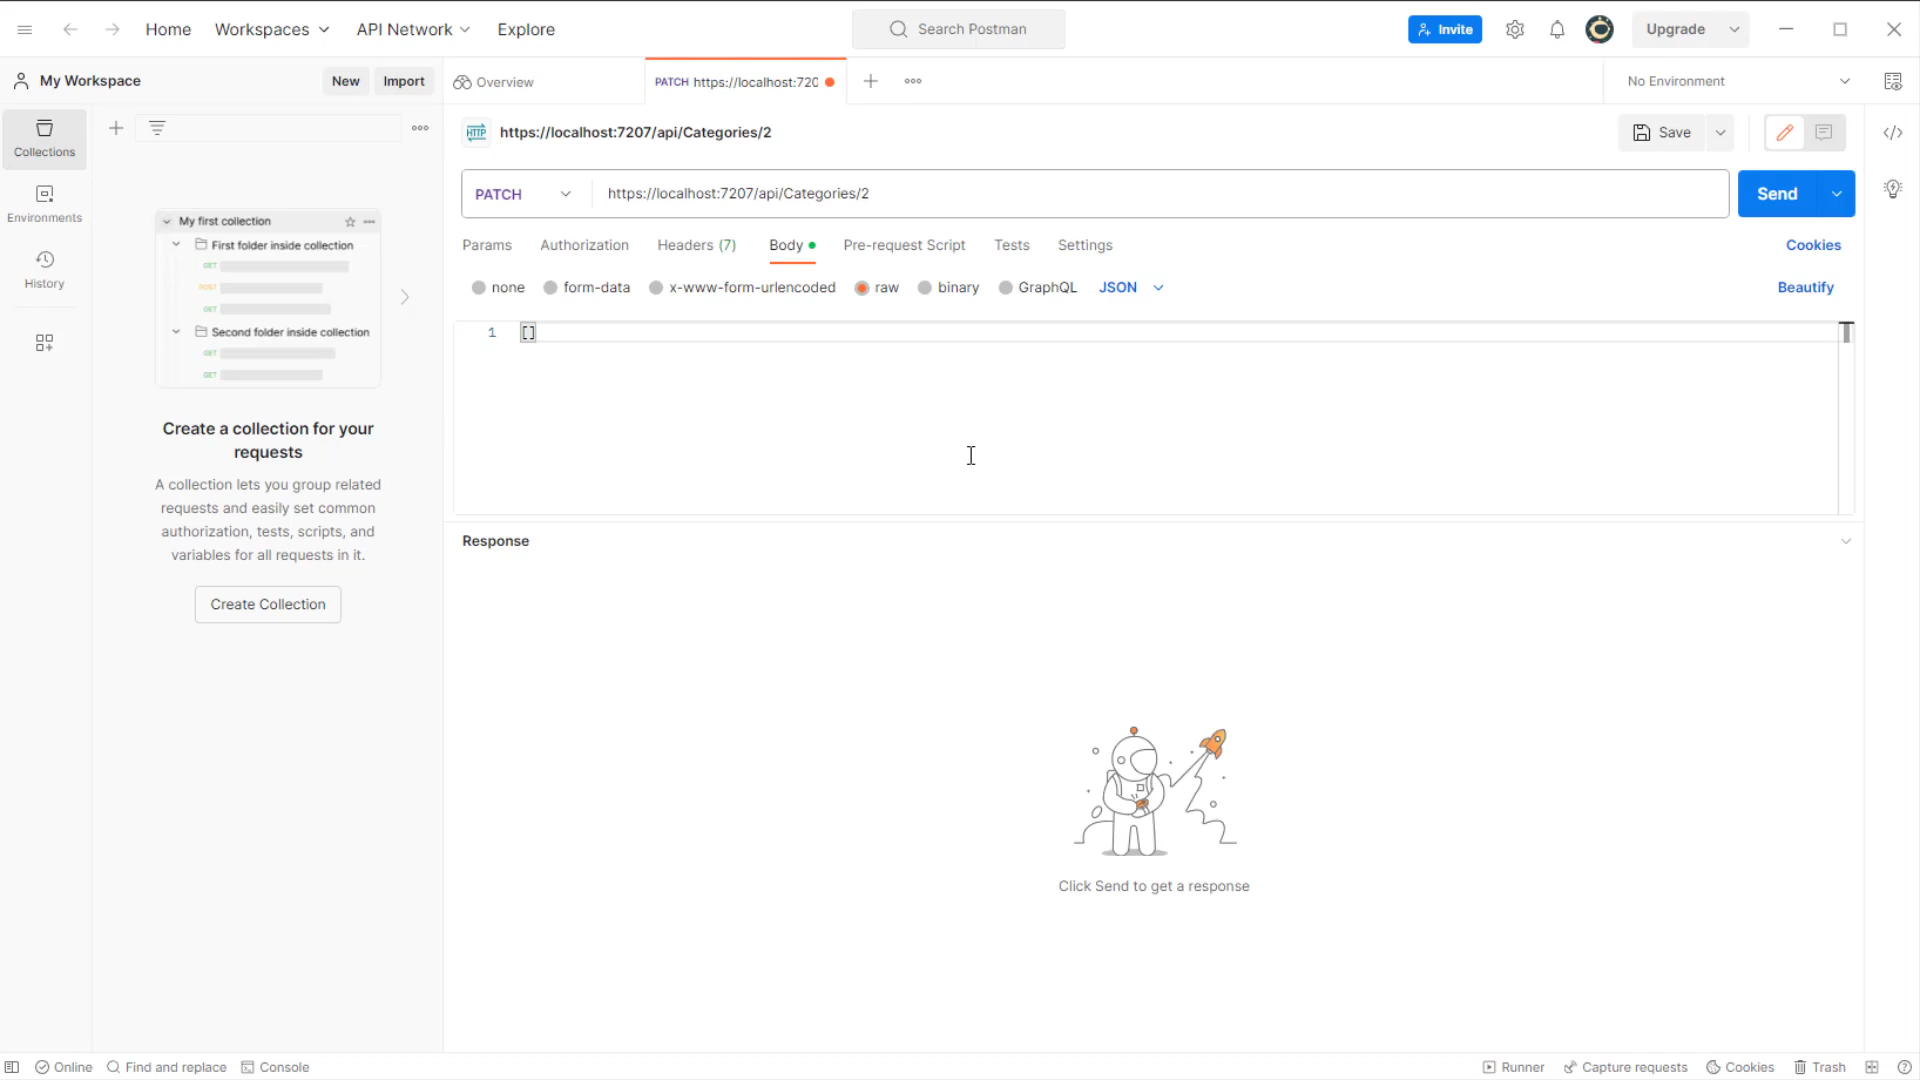 Home Workspaces API Network Explore Search Postman Invite Upgrade
My Workspace New Import Overview PATCH https://localhost:720 No Environment
Collections
Environments
History
My first collection
First folder inside collection
GET
POST
GET
Second folder inside collection
GET
GET
Create a collection for your
requests
A collection lets you group related
requests and easily set common
authorization, tests, scripts, and
variables for all requests in it.
Create Collection
HTTP https://localhost:7207/api/Categories/2 Save
PATCH https://localhost:7207/api/Categories/2 Send
Params Authorization Headers (7) Body Pre-request Script Tests Settings Cookies
none form-data x-www-form-urlencoded raw binary GraphQL JSON Beautify
1 []
Response
Click Send to get a response
Online Find and replace Console Runner Capture requests Cookies Trash